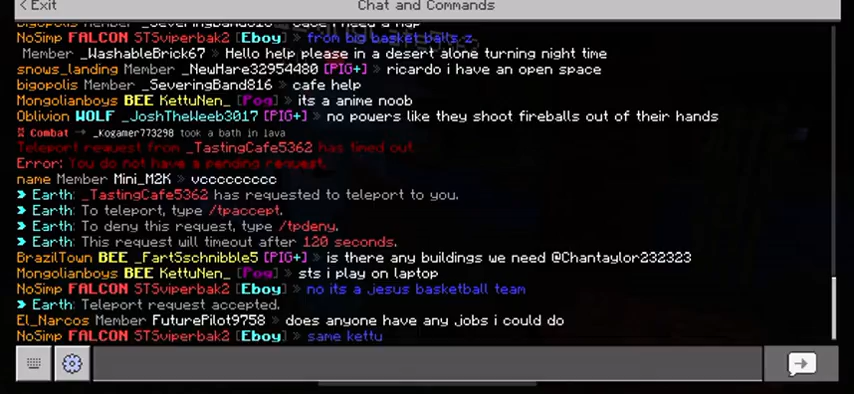 Exit
Chat and Commands
bigopolis Member _SeveringBand816 » cafe i need a nap
NoSimp FALCON STSviperbak2 [Eboy] » from big basket balls z
Member _WashableBrick67 » Hello help please in a desert alone turning night time
snows_landing Member _NewHare32954480 [PIG+] » ricardo i have an open space
bigopolis Member _SeveringBand816 » cafe help
Mongolianboys BEE KettuNen_ [Pog] » its a anime noob
Oblivion WOLF _JoshTheWeeb3017 [PIG+] » no powers like they shoot fireballs out of their hands
Combat → _Kogamer773298 took a bath in lava
Teleport request from _TastingCafe5362 has timed out.
Error: You do not have a pending request.
name Member Mini_M2K » vcccccccccc
» Earth: _TastingCafe5362 has requested to teleport to you.
» Earth: To teleport, type /tpaccept.
» Earth: To deny this request, type /tpdeny.
» Earth: This request will timeout after 120 seconds.
BrazilTown BEE _FartSschnibble5 [PIG+] » is there any buildings we need @Chantaylor232323
Mongolianboys BEE KettuNen_ [Pog] » sts i play on laptop
NoSimp FALCON STSviperbak2 [Eboy] » no its a jesus basketball team
» Earth: Teleport request accepted.
El_Narcos Member FuturePilot9758 » does anyone have any jobs i could do
NoSimp FALCON STSviperbak2 [Eboy] » same kettu